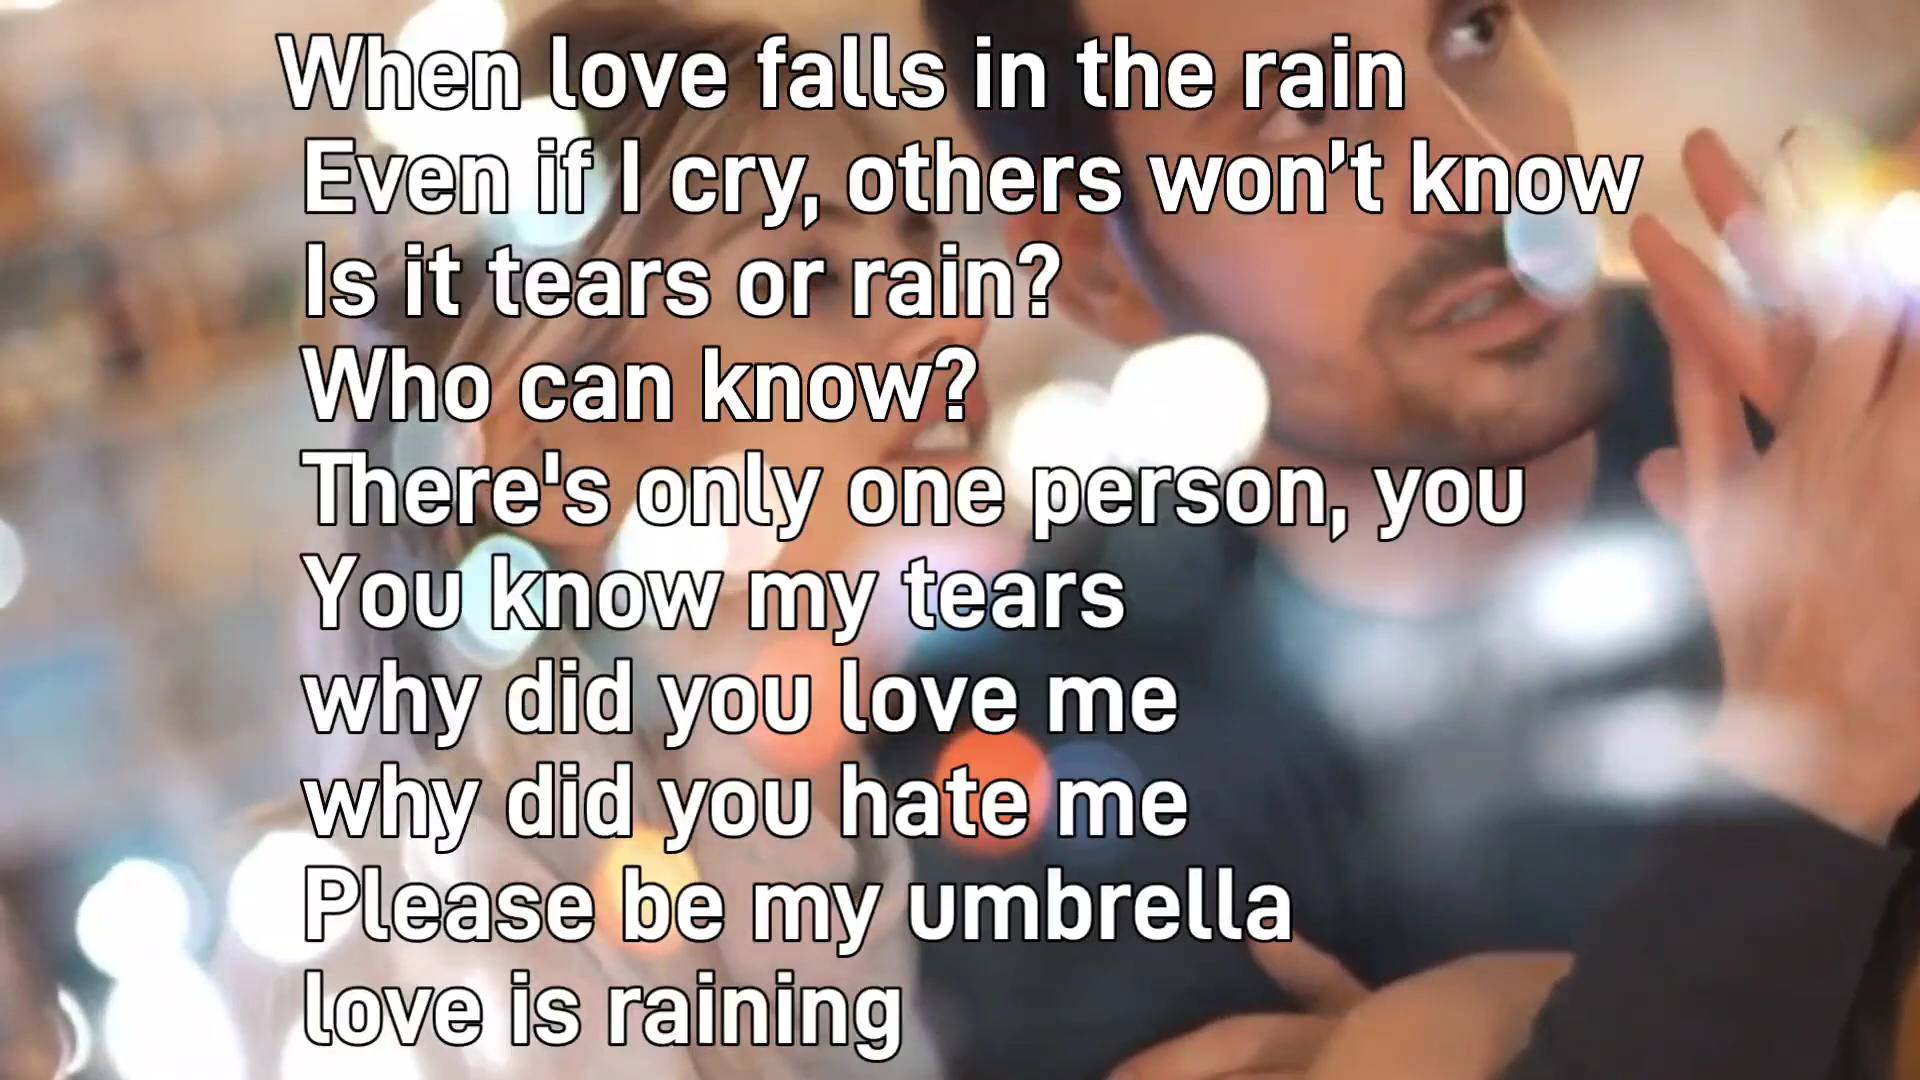 When love falls in the rain
Even if I cry, others won't know
Is it tears or rain?
Who can know?
There's only one person, you
You know my tears
why did you love me
why did you hate me
Please be my umbrella
love is raining